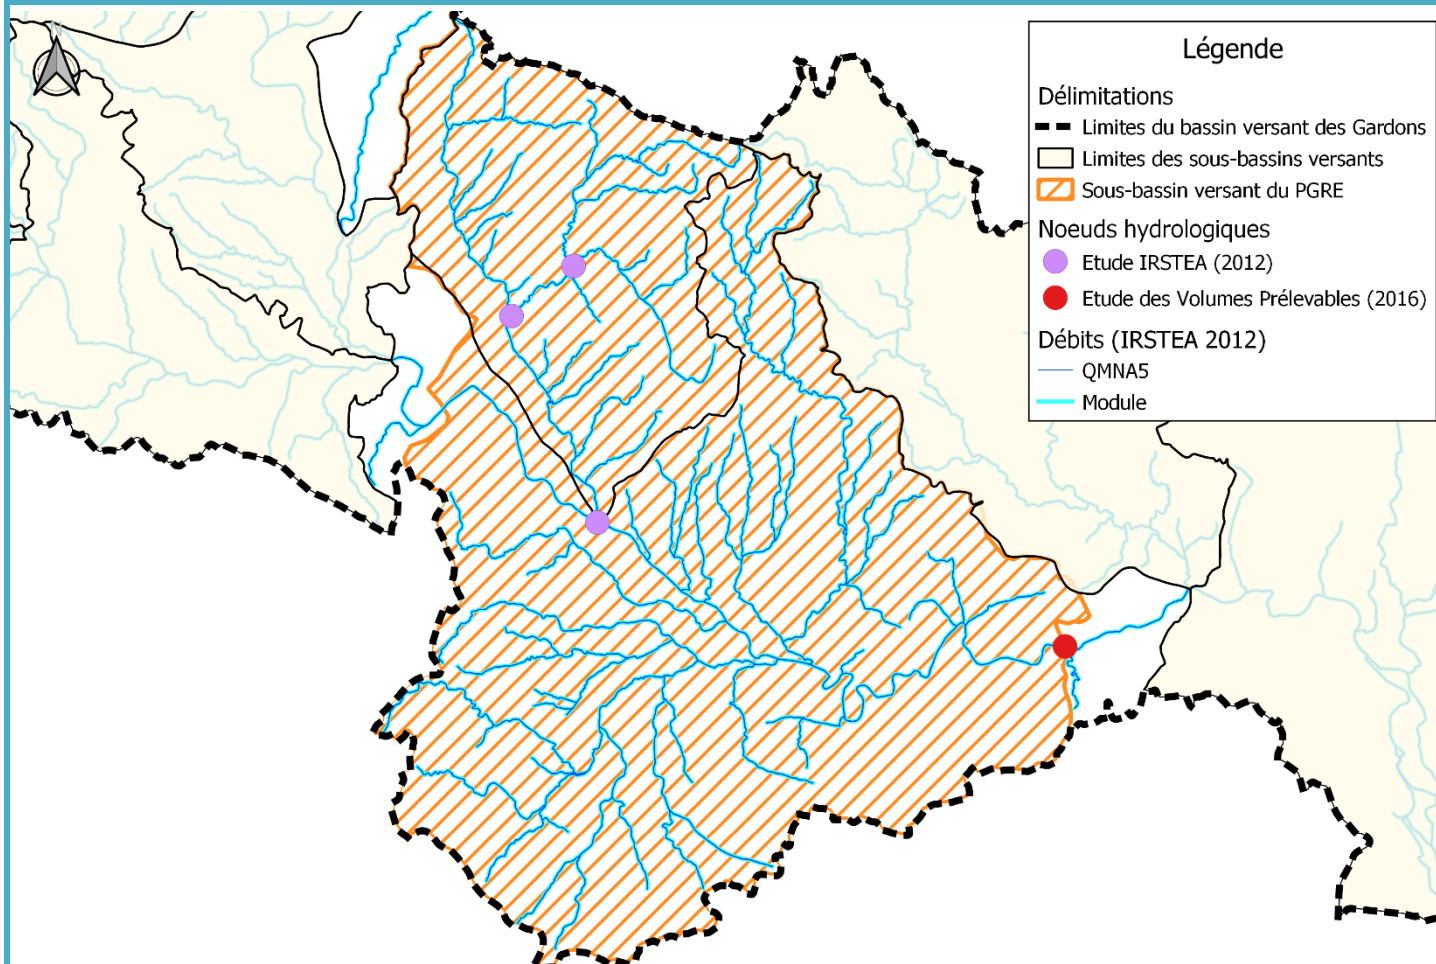 N
Légende
Délimitations
Limites du bassin versant des Gardons
Limites des sous-bassins versants
Sous-bassin versant du PGRE
Noeuds hydrologiques
Etude IRSTEA (2012)
Etude des Volumes Prélevables (2016)
Débits (IRSTEA 2012)
QMNA5
Module